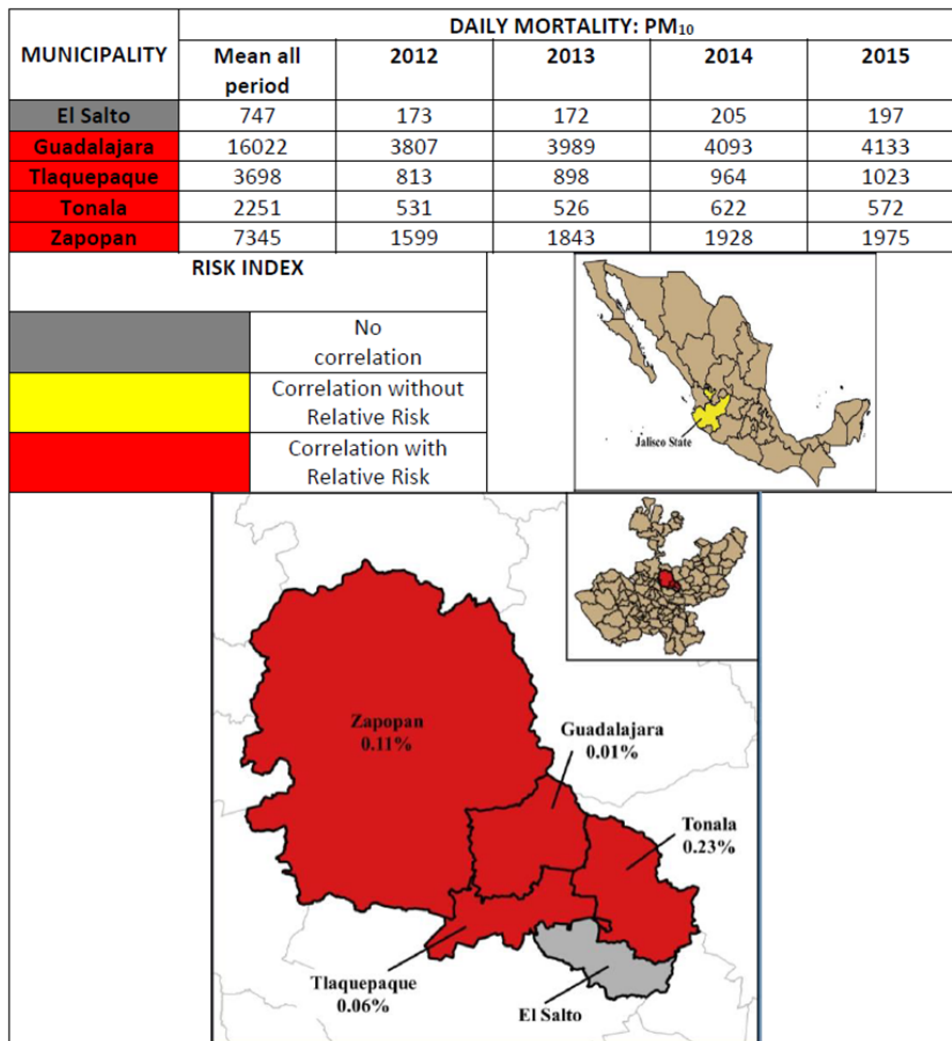 DAILY MORTALITY: PM₁₀
MUNICIPALITY
Mean all
period
2012
2013
2014
2015
El Salto 747 173 172 205 197
Guadalajara 16022 3807 3989 4093 4133
Tlaquepaque 3698 813 898 964 1023
Tonala 2251 531 526 622 572
Zapopan 7345 1599 1843 1928 1975
RISK INDEX
No
correlation
Correlation without
Relative Risk
Correlation with
Relative Risk
Jalisco State
Zapopan
0.11%
Guadalajara
0.01%
Tonala
0.23%
Tlaquepaque
0.06%
El Salto